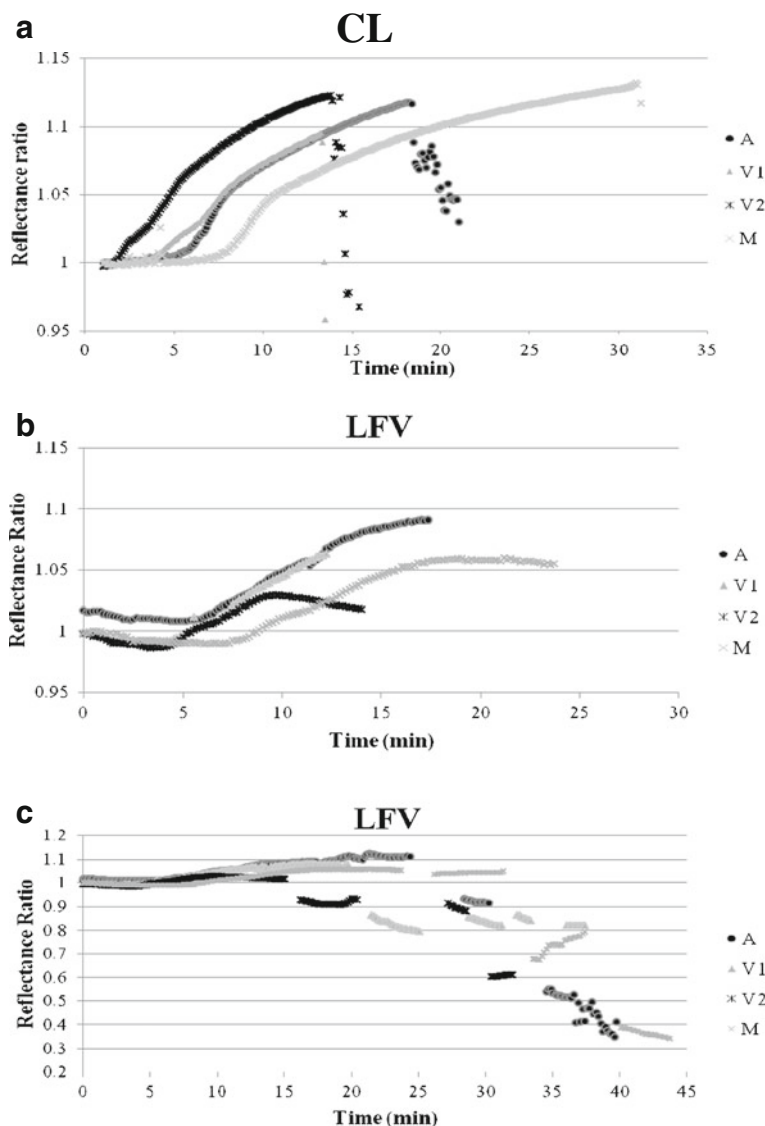 a
CL
1.15
1.1
1.05
1
0.95
Reflectance ratio
0 5 10 15 20 25 30 35
Time (min)
A
V1
V2
M
b
LFV
1.15
1.1
1.05
1
0.95
Reflectance Ratio
0 5 10 15 20 25 30
Time (min)
A
V1
V2
M
c
LFV
1.2
1.1
1
0.9
0.8
0.7
0.6
0.5
0.4
0.3
0.2
Reflectance Ratio
0 5 10 15 20 25 30 35 40 45
Time (min)
A
V1
V2
M